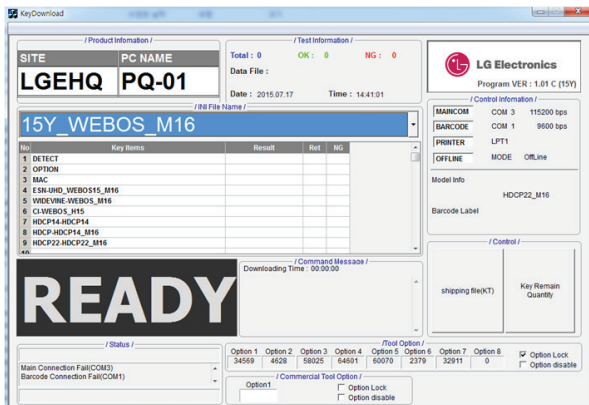 KeyDownload
/ Product Infomation /
SITE PC NAME
LGEHQ PQ-01
/ Test Information /
Total : 0 OK : 0 NG : 0
Data File :
Date : 2015.07.17 Time : 14:41:01
LG Electronics
Program VER : 1.01 C (15Y)
/ INI File Name /
15Y_WEBOS_M16
No Key Items Result Ret NG
1 DETECT
2 OPTION
3 MAC
4 ESN-UHD_WEBOS15_M16
5 WIDEVINE-WEBOS_M16
6 CI-WEBOS_H15
7 HDCP14-HDCP14
8 HDCP-HDCP14_M16
9 HDCP22-HDCP22_M16
10
/ Control Infomation /
MAINCOM COM 3 115200 bps
BARCODE COM 1 9600 bps
PRINTER LPT1
OFFLINE MODE OffLine
Model Info
HDCP22_M16
Barcode Label
READY
/ Command Message /
Downloading Time : 00:00:00
/ Control /
shipping file(KT)
Key Remain
Quantity
/ Status /
Main Connection Fail(COM3)
Barcode Connection Fail(COM1)
/Tool Option /
Option 1 Option 2 Option 3 Option 4 Option 5 Option 6 Option 7 Option 8
34569 4628 58025 64601 60070 2379 32911 0
Option Lock
Option disable
/ Commercial Tool Option /
Option1
Option Lock
Option disable